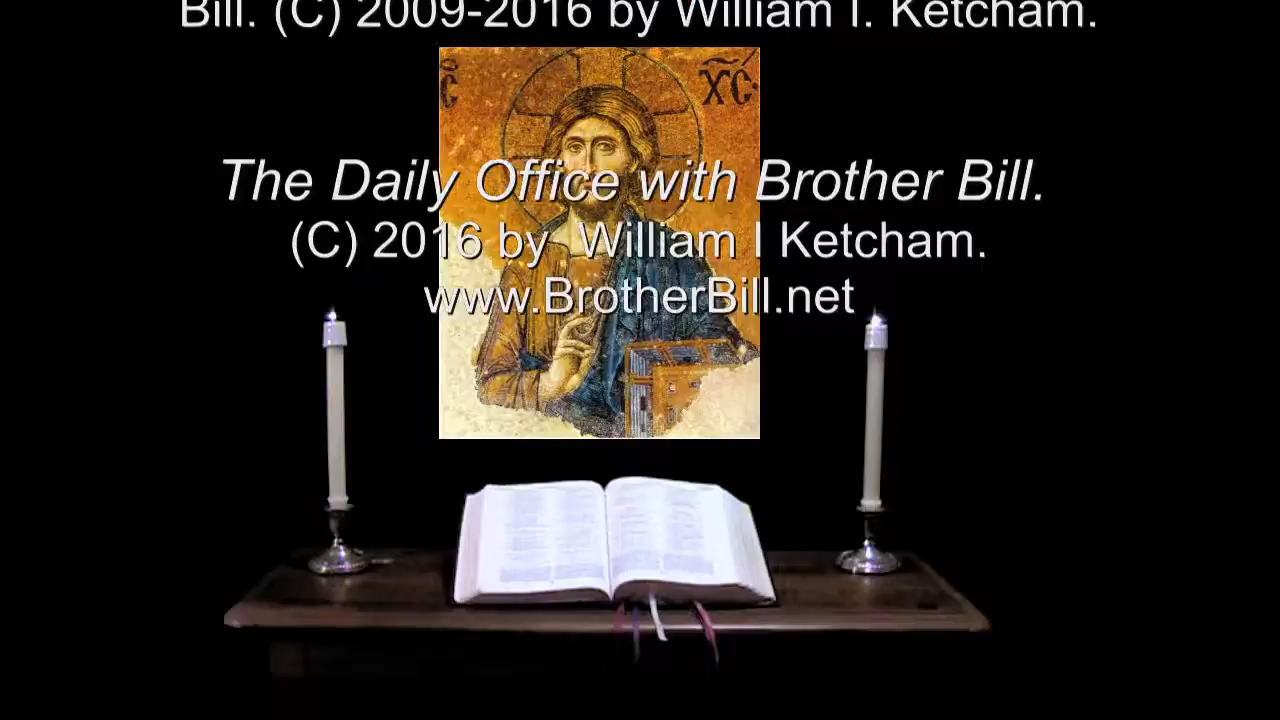 Bill. (C) 2009-2016 by William I. Ketcham.
C XC
The Daily Office with Brother Bill.
(C) 2016 by William I Ketcham.
www.BrotherBill.net